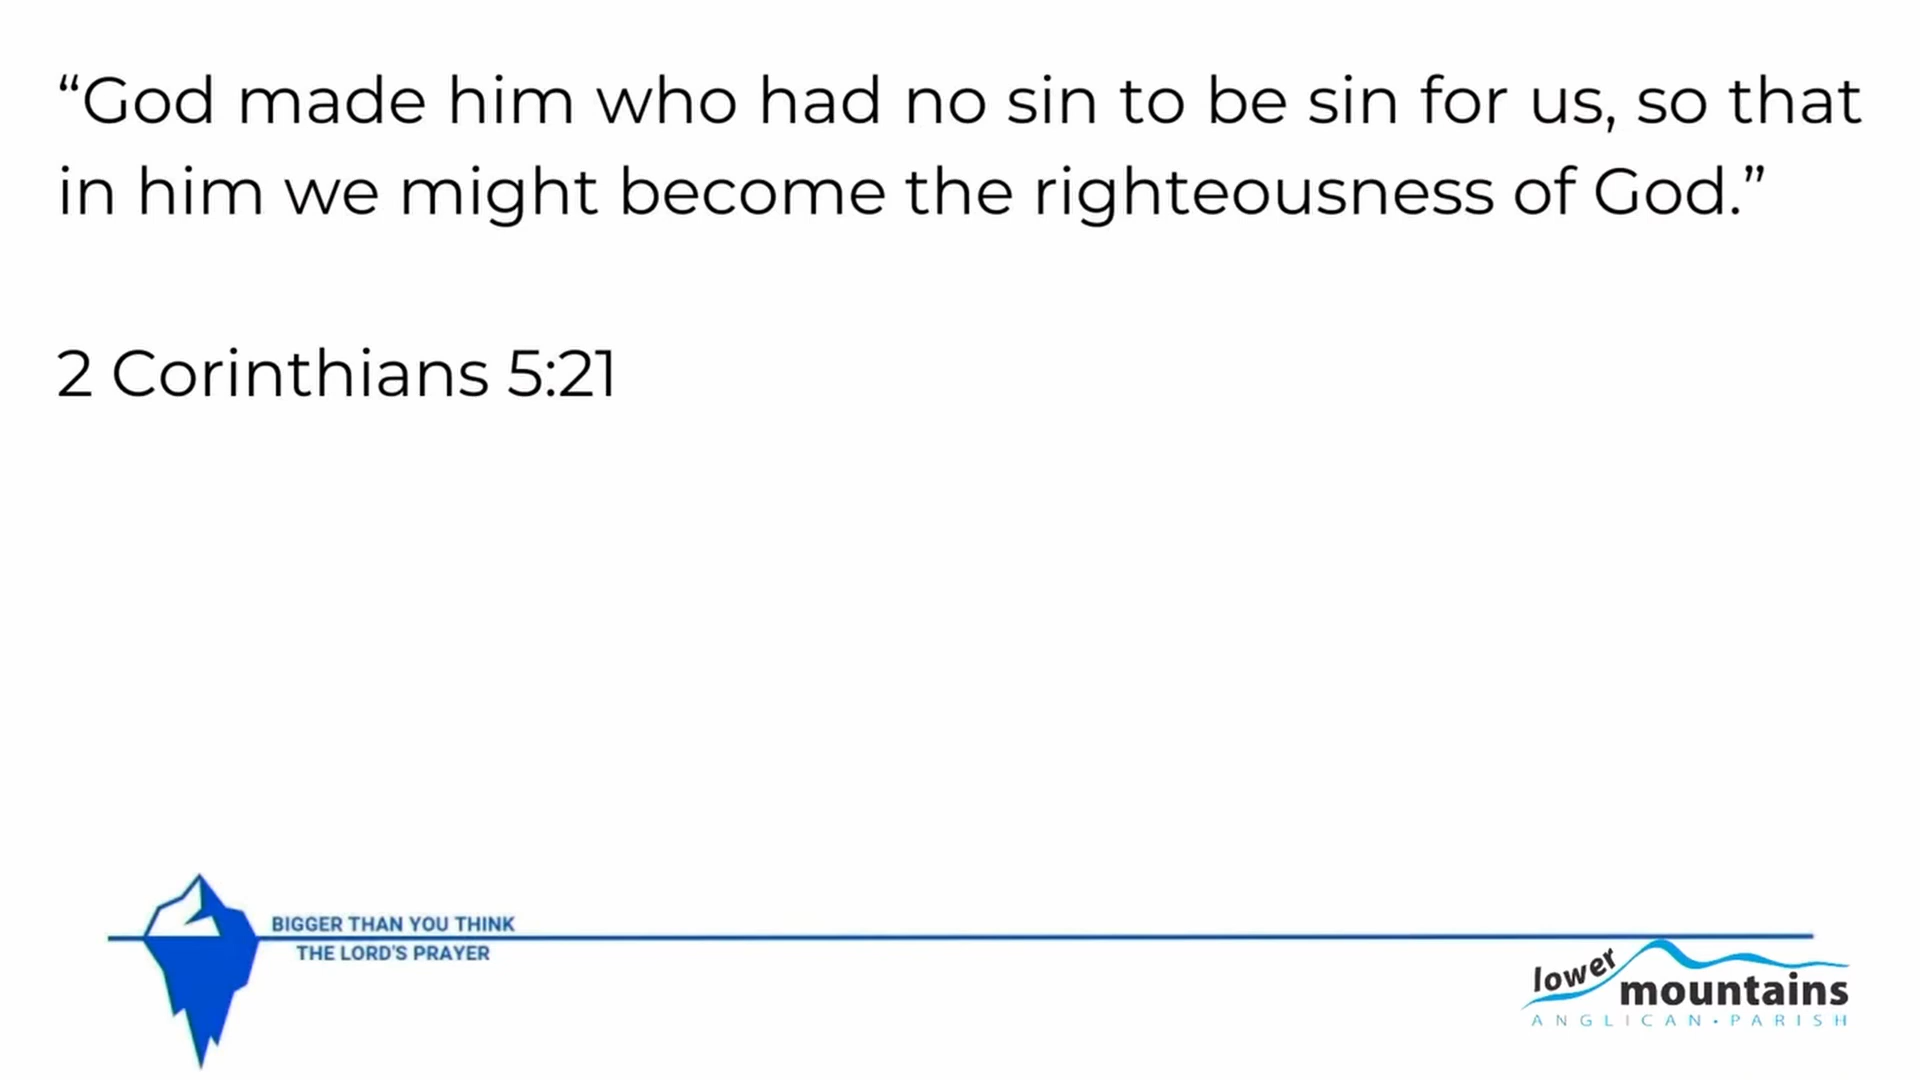 “God made him who had no sin to be sin for us, so that
in him we might become the righteousness of God.”
2 Corinthians 5:21
BIGGER THAN YOU THINK
THE LORD'S PRAYER
lower
mountains
ANGLICAN • PARISH